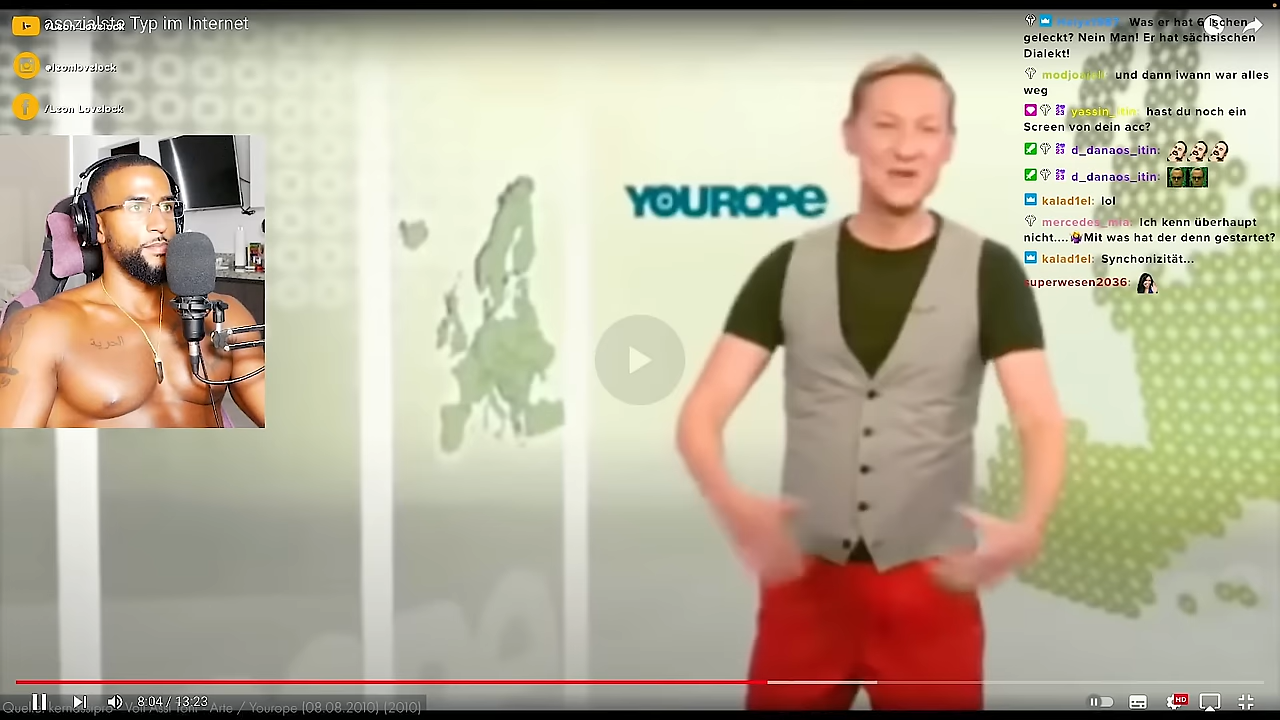 asozialste Typ im Internet
@leonlovelock
/Leon Lovelock
الحرية
YOUROPE
Was er hat 6
geleckt? Nein Man! Er hat sächsischen
Dialekt!
und dann iwann war alles
weg
hast du noch ein
Screen von dein acc?
d_danaos_itin:
d_danaos_itin:
kalad1el: lol
mercedes_mia: Ich kenn überhaupt
nicht.... Mit was hat der denn gestartet?
kalad1el: Synchonizität...
superwesen2036:
8:04 / 13:23
HD
Arte / Yourope (08.08.2010) (2010)